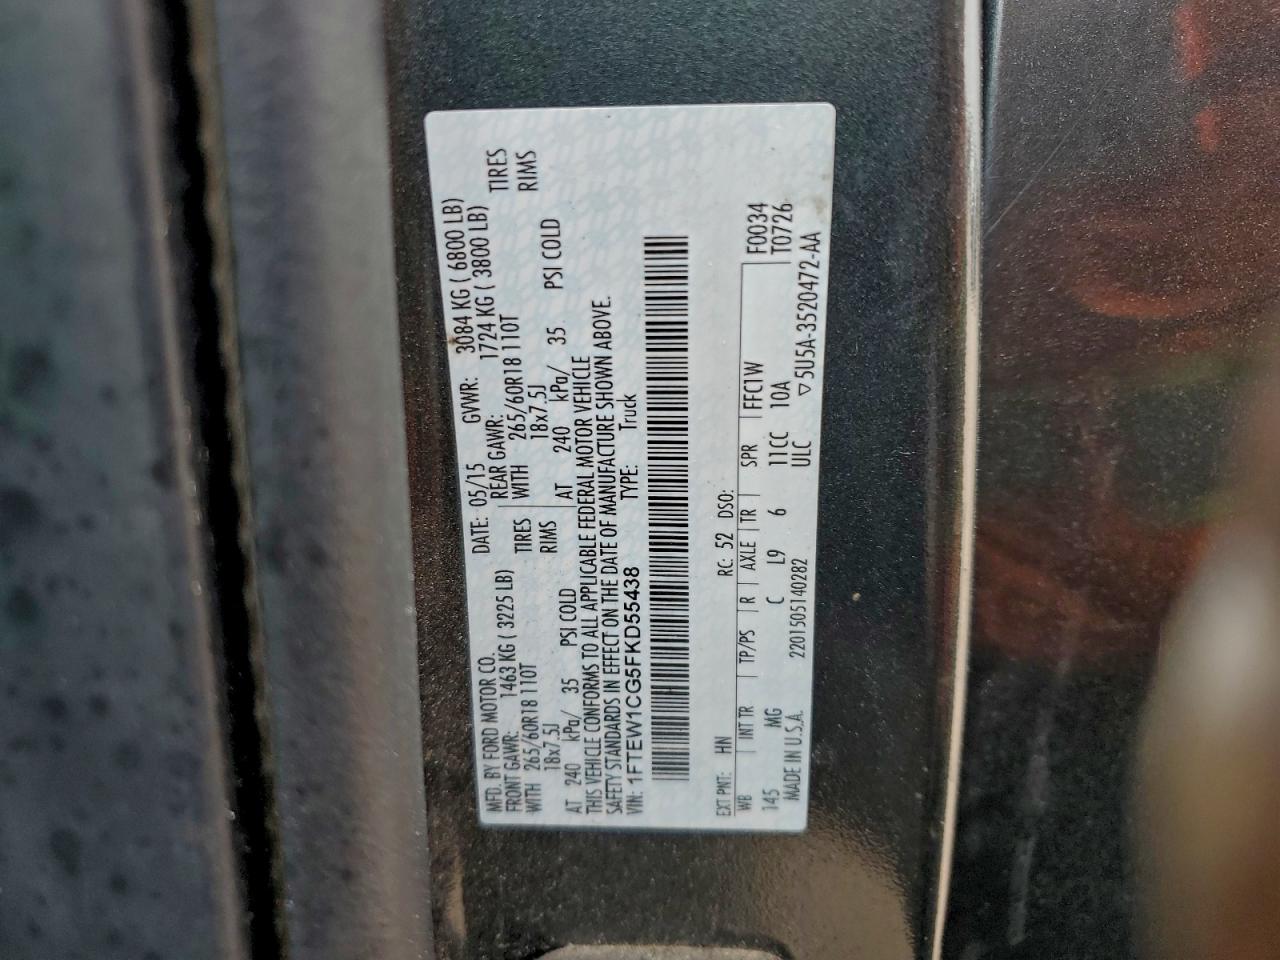 MFD. BY FORD MOTOR CO. DATE: 05/15 GVWR: 3084 KG ( 6800 LB)
FRONT GAWR: 1463 KG ( 3225 LB) REAR GAWR: 1724 KG ( 3800 LB)
WITH 265/60R18 110T TIRES WITH 265/60R18 110T TIRES
18x7.5J RIMS 18x7.5J RIMS
AT 240 kPa/ 35 PSI COLD AT 240 kPa/ 35 PSI COLD
THIS VEHICLE CONFORMS TO ALL APPLICABLE FEDERAL MOTOR VEHICLE
SAFETY STANDARDS IN EFFECT ON THE DATE OF MANUFACTURE SHOWN ABOVE.
VIN: 1FTEW1CG5FKD55438 TYPE: Truck
EXT PNT: HN RC: 52 DSO: F0034
WB INT TR TP/PS R AXLE TR SPR FFC1W T0726
145 MG C L9 6 11CC 10A
MADE IN U.S.A. 2201505140282 ULC ▽5U5A-3520472-AA